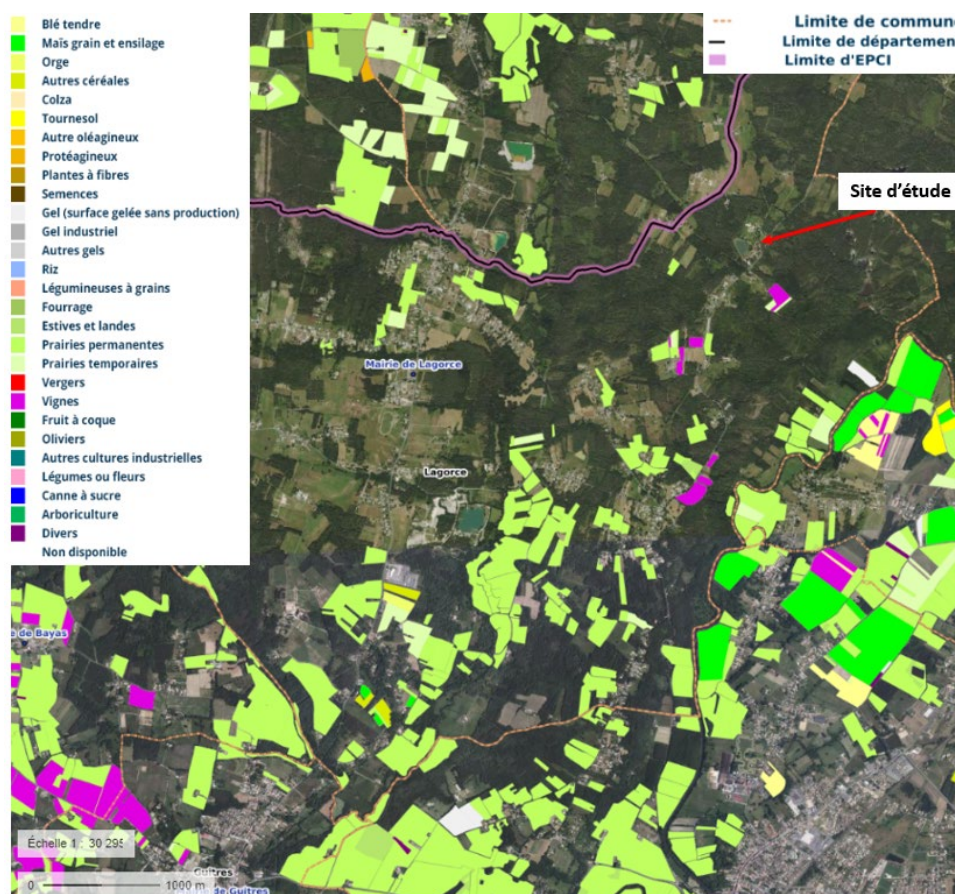 Blé tendre
Maïs grain et ensilage
Orge
Autres céréales
Colza
Tournesol
Autre oléagineux
Protéagineux
Plantes à fibres
Semences
Gel (surface gelée sans production)
Gel industriel
Autres gels
Riz
Légumineuses à grains
Fourrage
Estives et landes
Prairies permanentes
Prairies temporaires
Vergers
Vignes
Fruit à coque
Oliviers
Autres cultures industrielles
Légumes ou fleurs
Canne à sucre
Arboriculture
Divers
Non disponible
Limite de commun
Limite de départemen
Limite d'EPCI
Site d'étude
Mairie de Lagorce
Lagorce
e de Bayas
Échelle 1 : 30 295
Guîtres
de Guîtres
0 1000 m